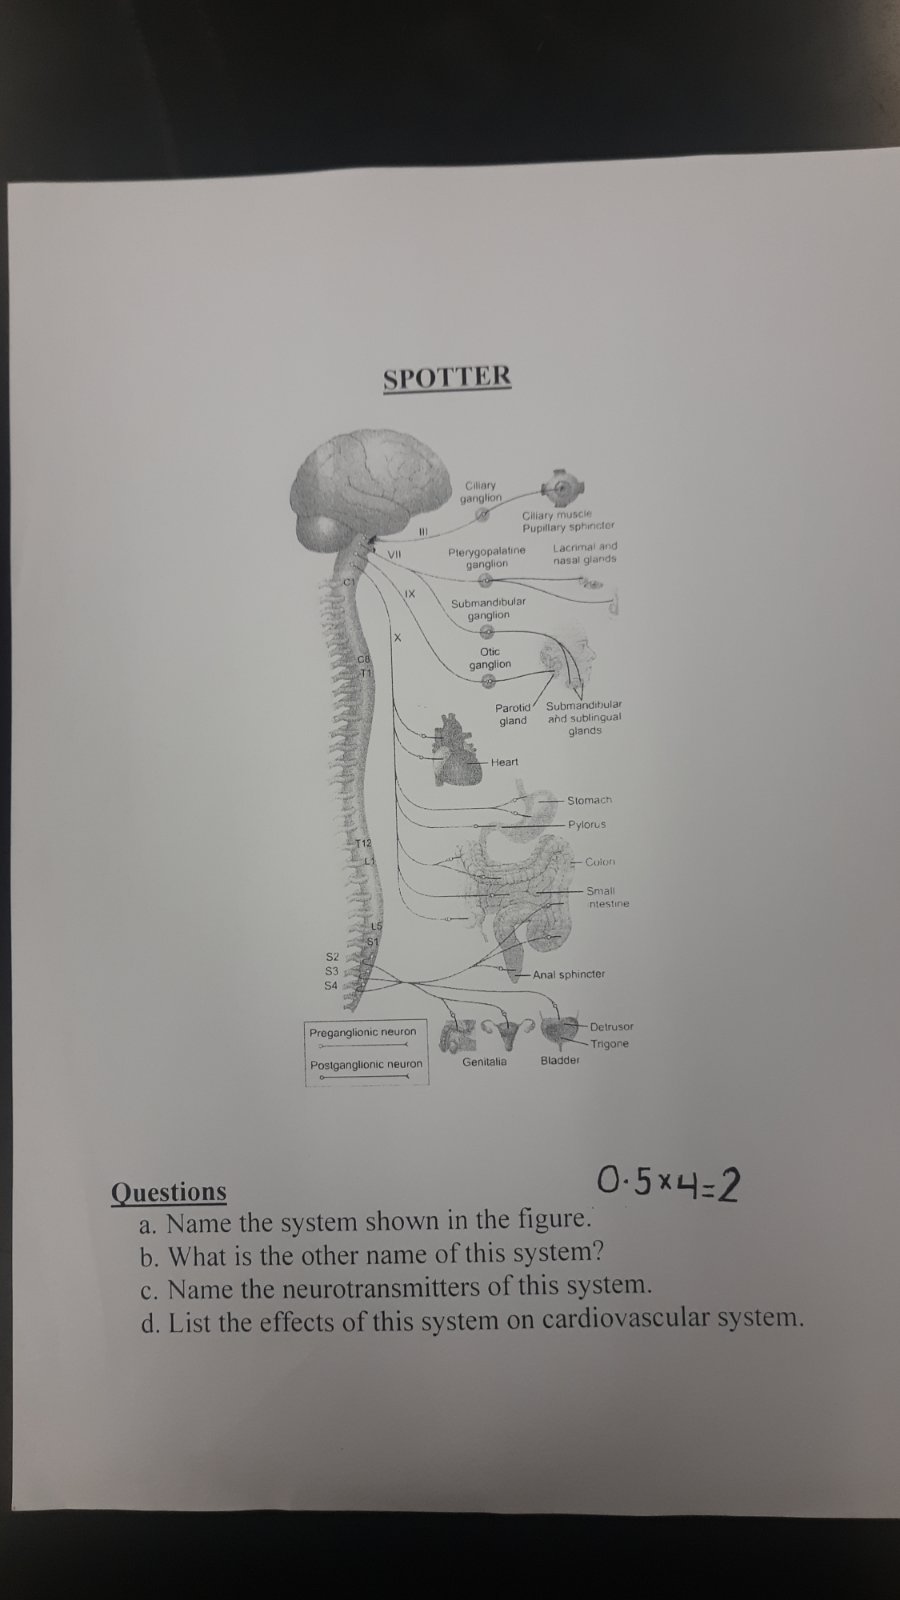 SPOTTER
Ciliary
ganglion
Ciliary muscle
Pupillary sphincter
III
VII
Pterygopalatine
ganglion
Lacrimal and
nasal glands
C1
IX
Submandibular
ganglion
X
Otic
ganglion
C8
T1
Parotid
gland
Submandibular
and sublingual
glands
Heart
Stomach
Pylorus
T12
L1
Colon
Small
ntestine
L5
S1
S2
S3
S4
Anal sphincter
Preganglionic neuron
Postganglionic neuron
Detrusor
Trigone
Genitalia
Bladder
0.5x4=2
Questions
a. Name the system shown in the figure.
b. What is the other name of this system?
c. Name the neurotransmitters of this system.
d. List the effects of this system on cardiovascular system.